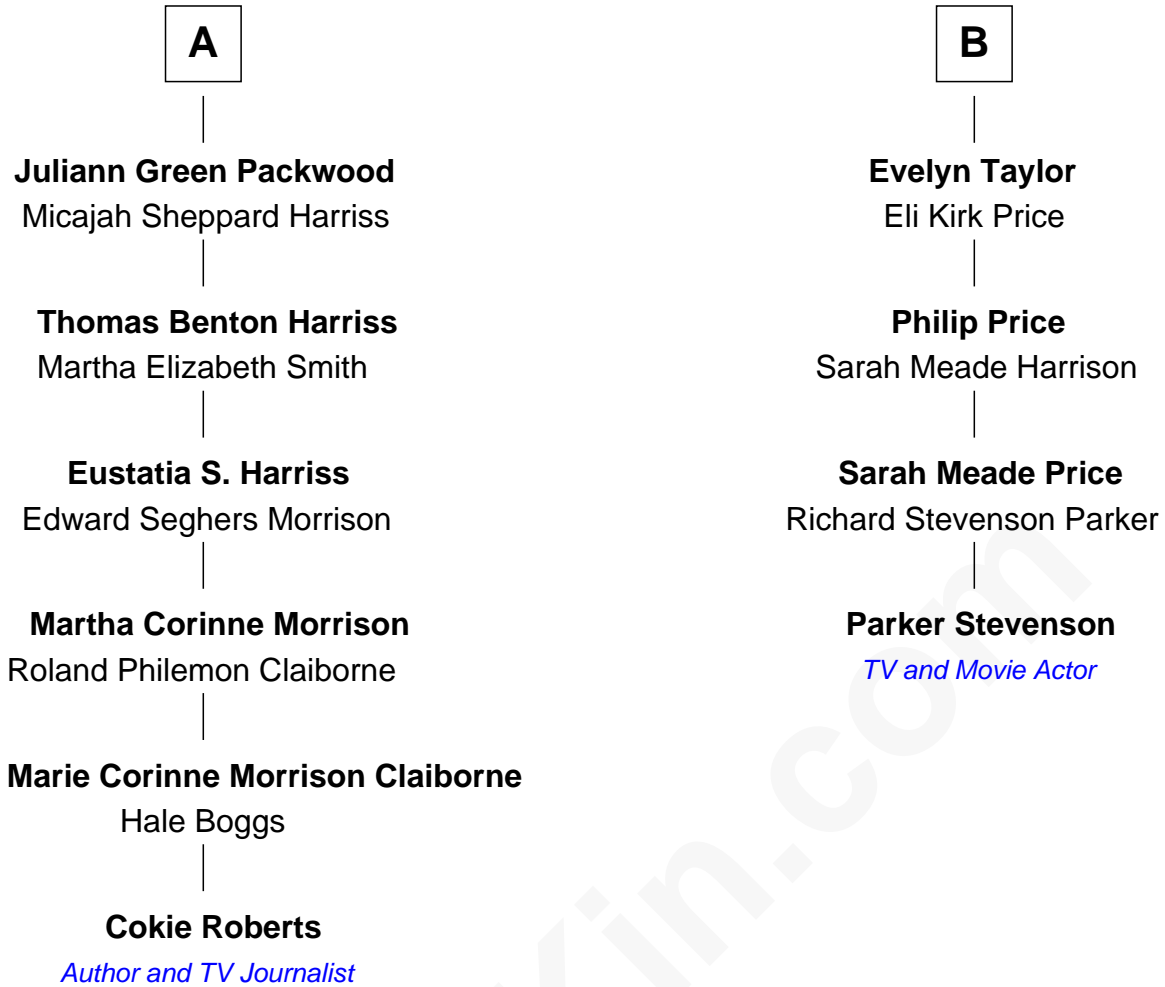 A
Juliann Green Packwood
Micajah Sheppard Harriss
Thomas Benton Harriss
Martha Elizabeth Smith
Eustatia S. Harriss
Edward Seghers Morrison
Martha Corinne Morrison
Roland Philemon Claiborne
Marie Corinne Morrison Claiborne
Hale Boggs
Cokie Roberts
Author and TV Journalist
B
Evelyn Taylor
Eli Kirk Price
Philip Price
Sarah Meade Harrison
Sarah Meade Price
Richard Stevenson Parker
Parker Stevenson
TV and Movie Actor